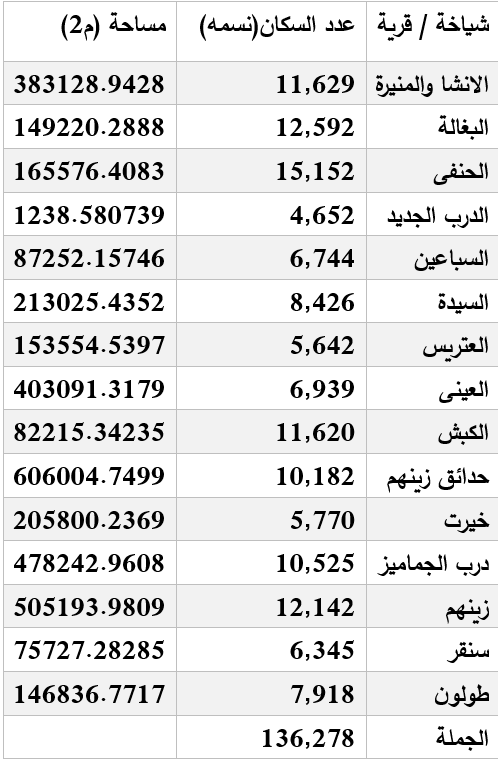 شياخة / قرية عدد السكان(نسمه) مساحة (م2)
الانشا والمنيرة 11,629 383128.9428
البغالة 12,592 149220.2888
الحنفى 15,152 165576.4083
الدرب الجديد 4,652 1238.580739
السباعين 6,744 87252.15746
السيدة 8,426 213025.4352
العتريس 5,642 153554.5397
العينى 6,939 403091.3179
الكبش 11,620 82215.34235
حدائق زينهم 10,182 606004.7499
خيرت 5,770 205800.2369
درب الجماميز 10,525 478242.9608
زينهم 12,142 505193.9809
سنقر 6,345 75727.28285
طولون 7,918 146836.7717
الجملة 136,278